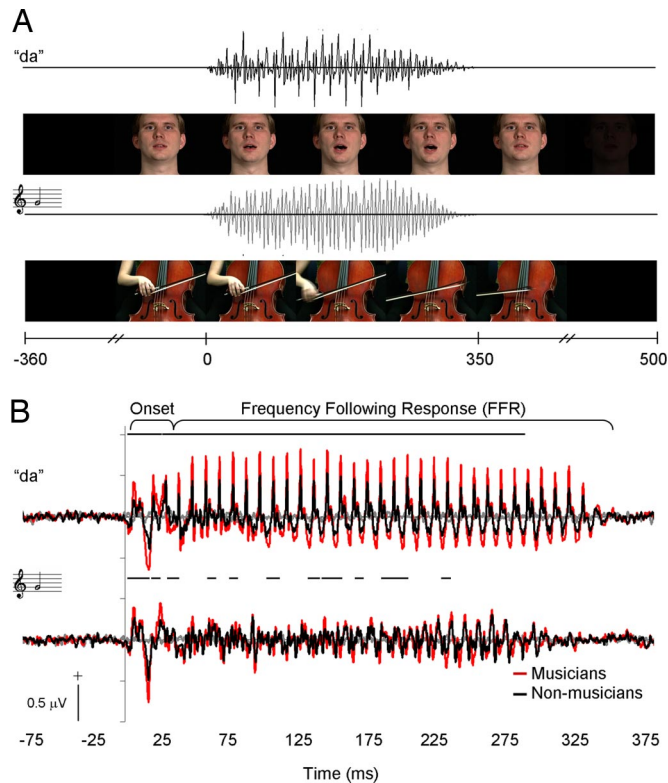 A
“da”
-360 0 350 500
B
Onset Frequency Following Response (FFR)
“da”
Musicians
Non-musicians
+
0.5 μV
-75 -25 25 75 125 175 225 275 325 375
Time (ms)